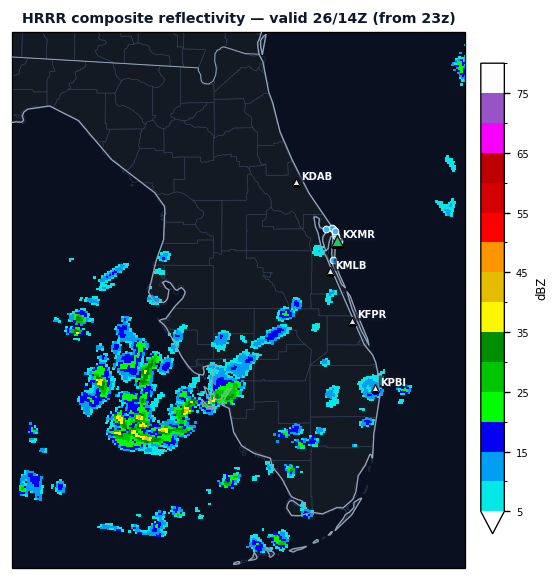 HRRR composite reflectivity — valid 26/14Z (from 23z)
75
KDAB
65
KXMR
55
KMLB
45
dBZ
KFPR
35
KPBI
25
15
5